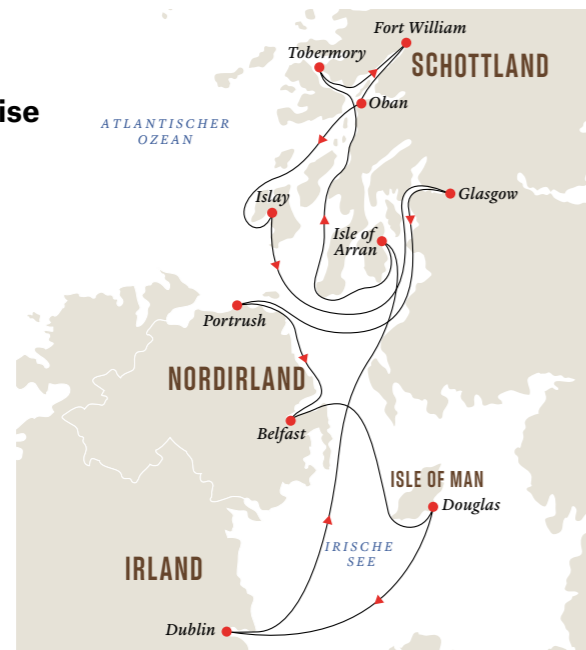 Fort William
Tobermory
SCHOTTLAND
ise
Oban
ATLANTISCHER
OZEAN
Islay
Glasgow
Isle of
Arran
Portrush
NORDIRLAND
Belfast
ISLE OF MAN
Douglas
IRISCHE
SEE
IRLAND
Dublin